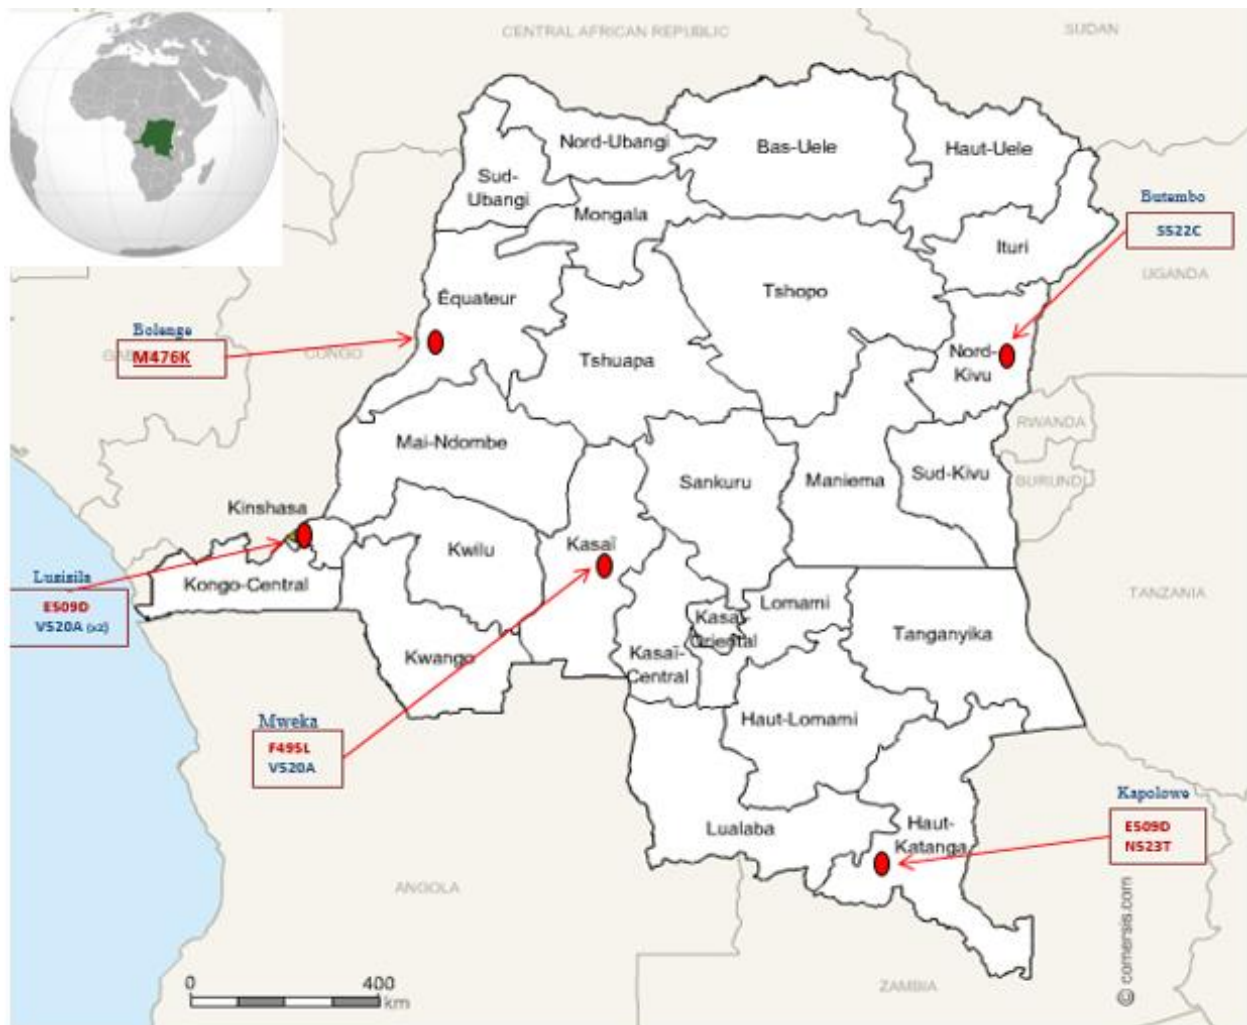 CENTRAL AFRICAN REPUBLIC
SUDAN
Nord-Ubangi
Bas-Uele
Haut-Uele
Sud-
Ubangi
Mongala
Butembo
S522C
Ituri
UGANDA
Équateur
Tshopo
Bolenge
M476K
CONGO
Tshuapa
Nord-
Kivu
RWANDA
Mai-Ndombe
Sankuru
Maniema
Sud-Kivu
BURUNDI
Kinshasa
Kwilu
Kasaï
Luzizila
Kongo-Central
E509D
V520A (x2)
Lomami
TANZANIA
Kasaï-
Oriental
Tanganyika
Kwango
Kasaï-
Central
Mweka
F495L
V520A
Haut-Lomami
Kapolowe
E509D
N523T
Lualaba
Haut-
Katanga
ANGOLA
© comersis.com
0 400
km
ZAMBIA